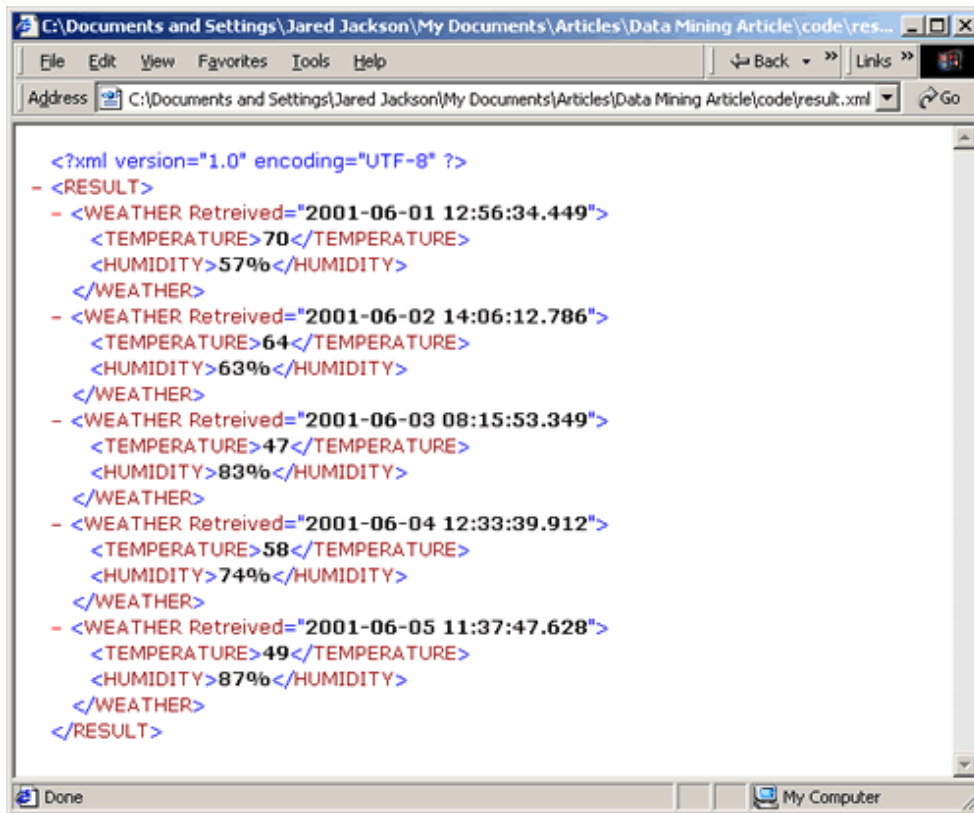 C:\Documents and Settings\Jared Jackson\My Documents\Articles\Data Mining Article\code\res...
File Edit View Favorites Tools Help Back » Links »
Address C:\Documents and Settings\Jared Jackson\My Documents\Articles\Data Mining Article\code\result.xml Go
<?xml version="1.0" encoding="UTF-8" ?>
- <RESULT>
- <WEATHER Retreived="2001-06-01 12:56:34.449">
<TEMPERATURE>70</TEMPERATURE>
<HUMIDITY>57%</HUMIDITY>
</WEATHER>
- <WEATHER Retreived="2001-06-02 14:06:12.786">
<TEMPERATURE>64</TEMPERATURE>
<HUMIDITY>63%</HUMIDITY>
</WEATHER>
- <WEATHER Retreived="2001-06-03 08:15:53.349">
<TEMPERATURE>47</TEMPERATURE>
<HUMIDITY>83%</HUMIDITY>
</WEATHER>
- <WEATHER Retreived="2001-06-04 12:33:39.912">
<TEMPERATURE>58</TEMPERATURE>
<HUMIDITY>74%</HUMIDITY>
</WEATHER>
- <WEATHER Retreived="2001-06-05 11:37:47.628">
<TEMPERATURE>49</TEMPERATURE>
<HUMIDITY>87%</HUMIDITY>
</WEATHER>
</RESULT>
Done My Computer